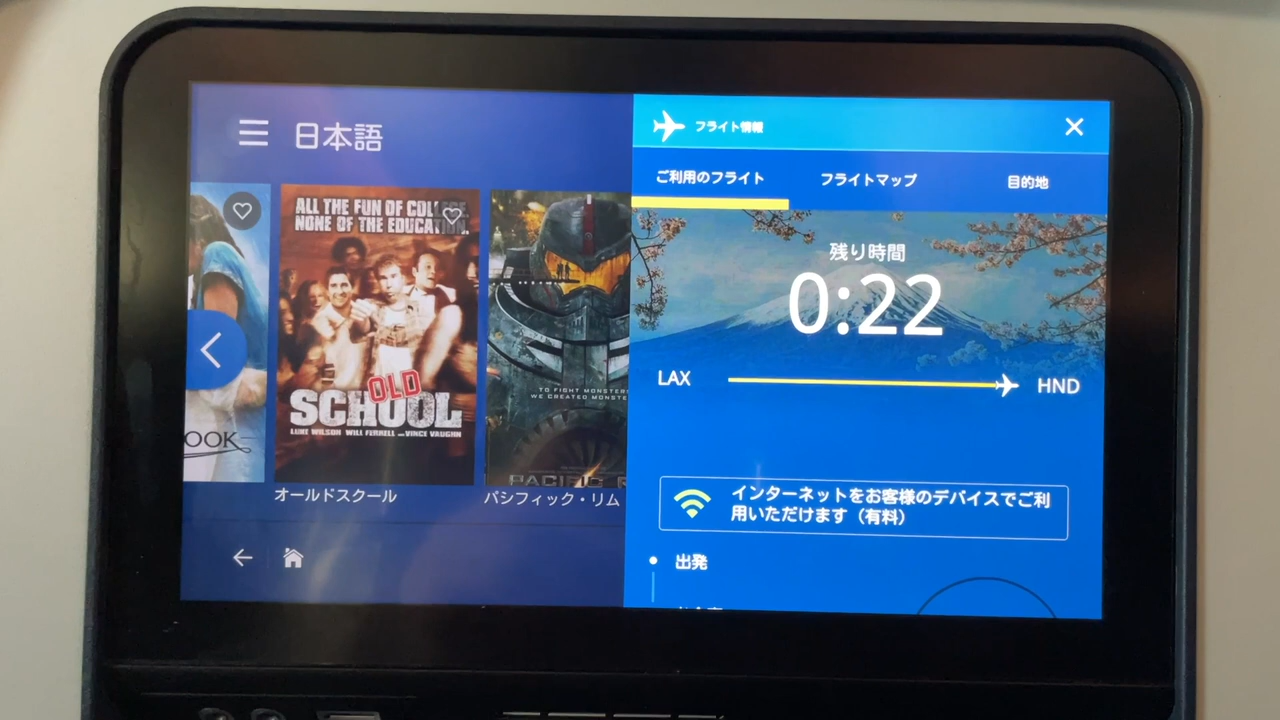 日本語
ALL THE FUN OF COLLEGE.
NONE OF THE EDUCATION.
OLD
SCHOOL
LUKE WILSON WILL FERRELL AND VINCE VAUGHN
オールドスクール
OOK
TO FIGHT MONSTERS
WE CREATED MONSTE
PACIFIC R
パシフィック・リム
フライト情報
ご利用のフライト
フライトマップ
目的地
残り時間
0:22
LAX
HND
インターネットをお客様のデバイスでご利
用いただけます（有料）
出発